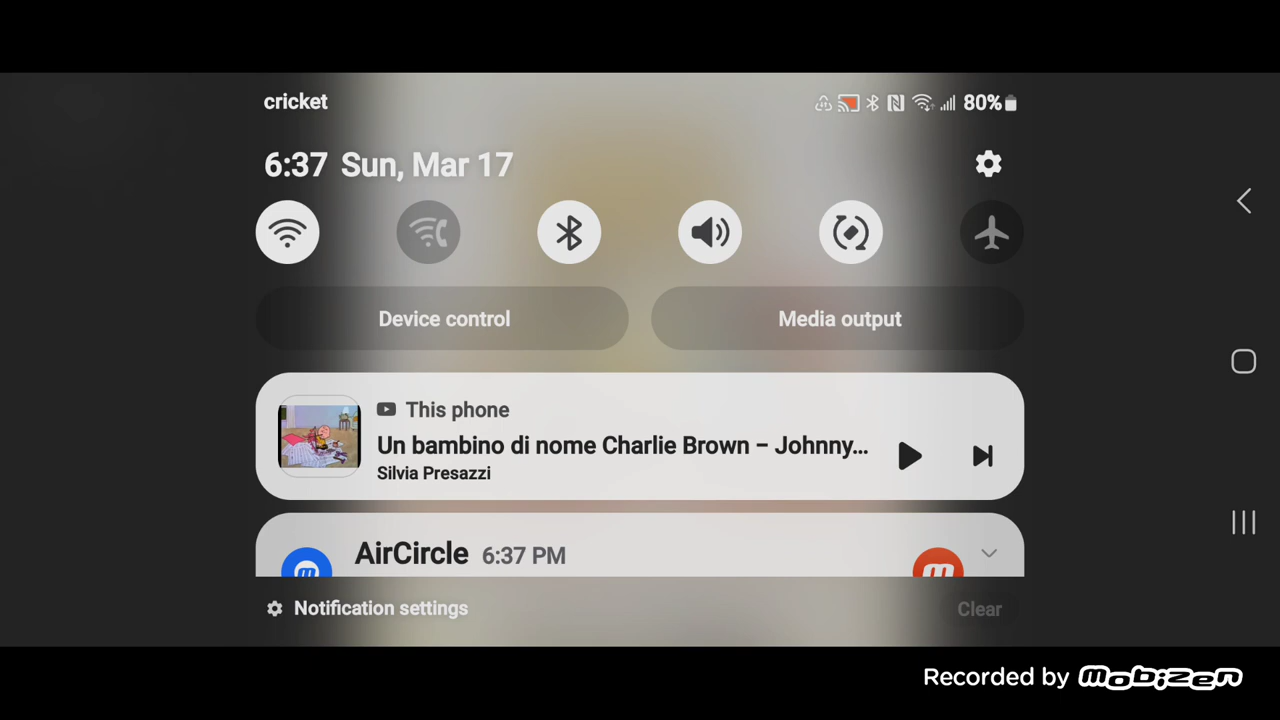 cricket
80%
6:37 Sun, Mar 17
Device control
Media output
This phone
Un bambino di nome Charlie Brown – Johnny...
Silvia Presazzi
AirCircle 6:37 PM
Notification settings
Clear
Recorded by mobizen